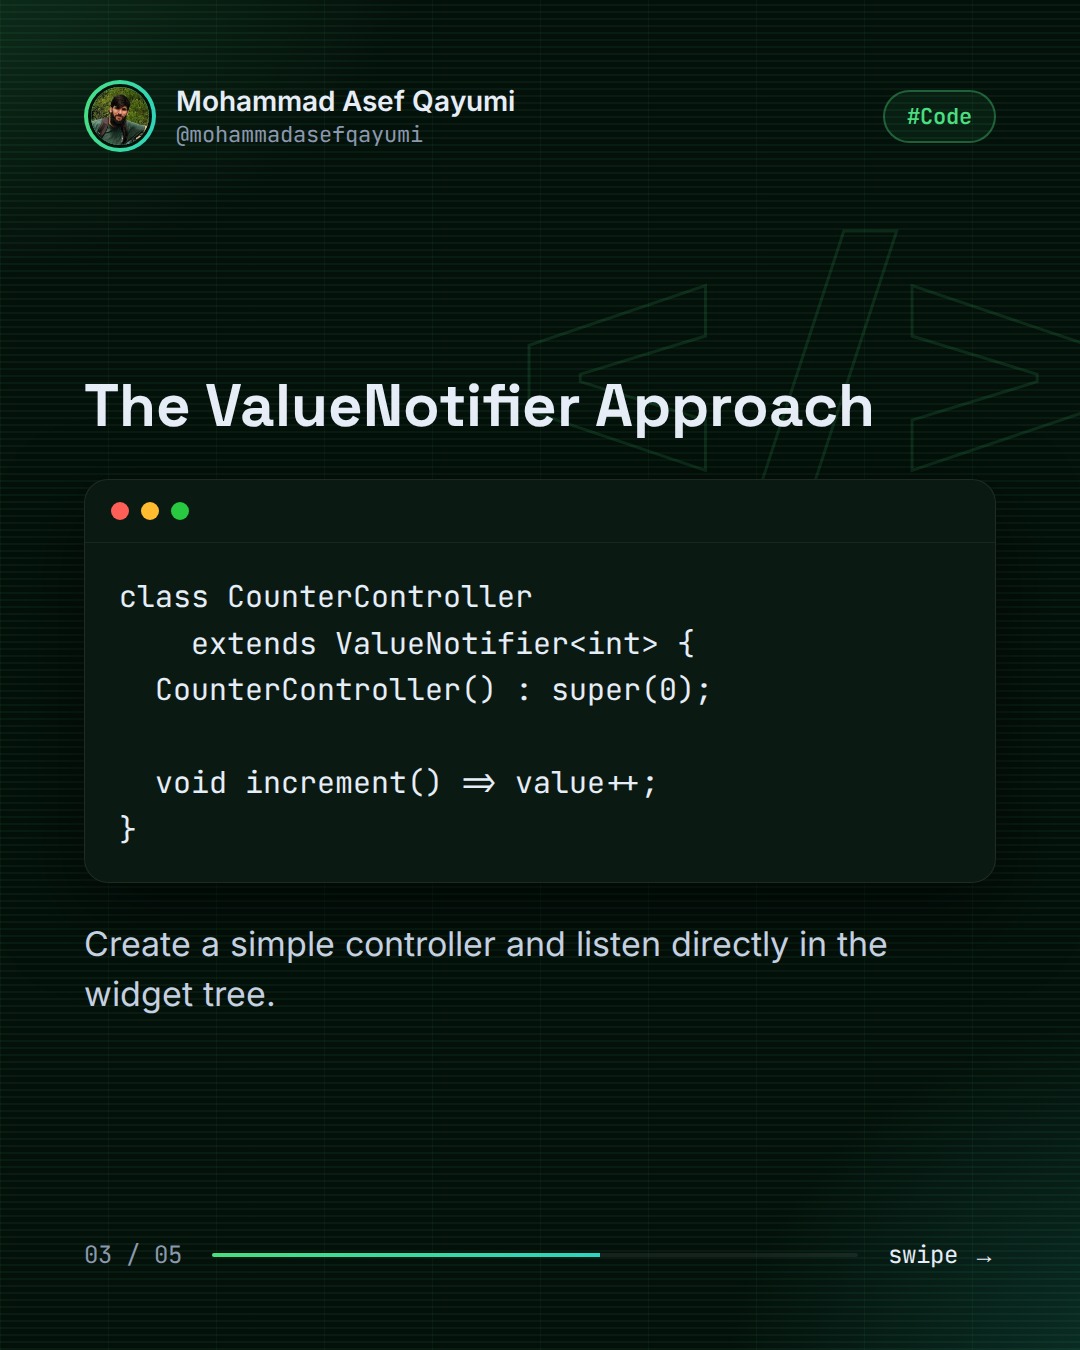 Mohammad Asef Qayumi
@mohammadasefqayumi
#Code
</>
The ValueNotifier Approach
class CounterController
    extends ValueNotifier<int> {
  CounterController() : super(0);

  void increment() => value++;
}
Create a simple controller and listen directly in the
widget tree.
03 / 05
swipe →